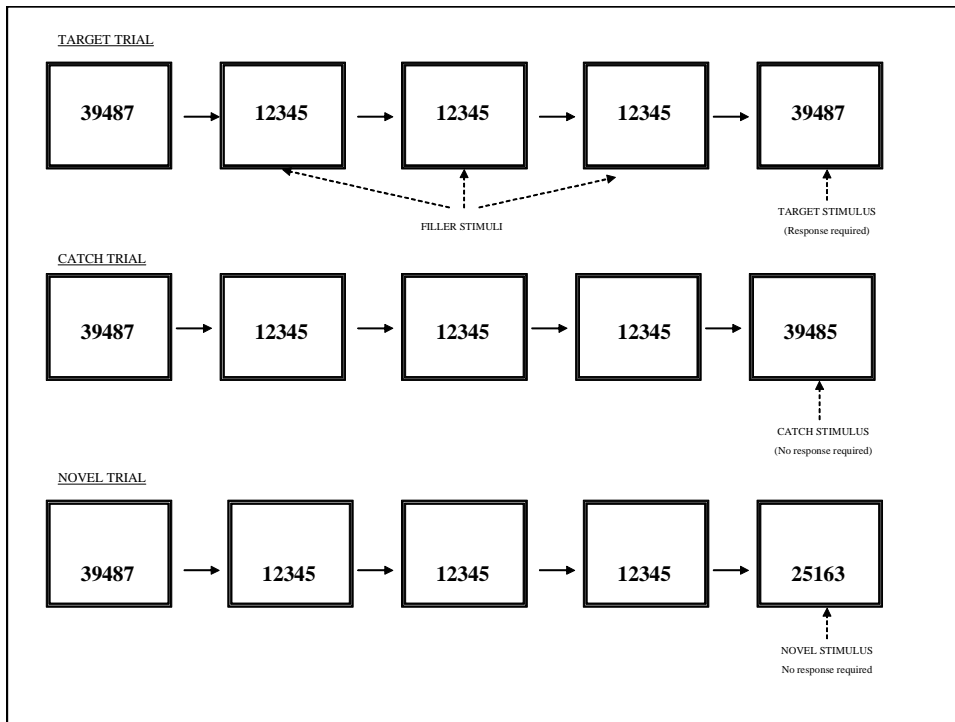 TARGET TRIAL
39487 12345 12345 12345 39487
FILLER STIMULI
TARGET STIMULUS
(Response required)
CATCH TRIAL
39487 12345 12345 12345 39485
CATCH STIMULUS
(No response required)
NOVEL TRIAL
39487 12345 12345 12345 25163
NOVEL STIMULUS
No response required